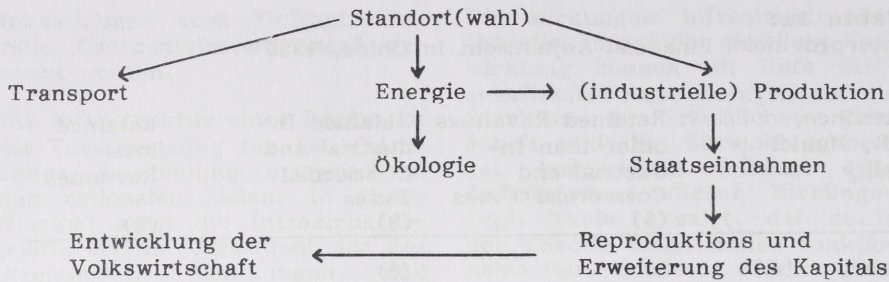 Standort(wahl)
Transport
Energie
(industrielle) Produktion
Ökologie
Staatseinnahmen
Entwicklung der
Volkswirtschaft
Reproduktions und
Erweiterung des Kapitals